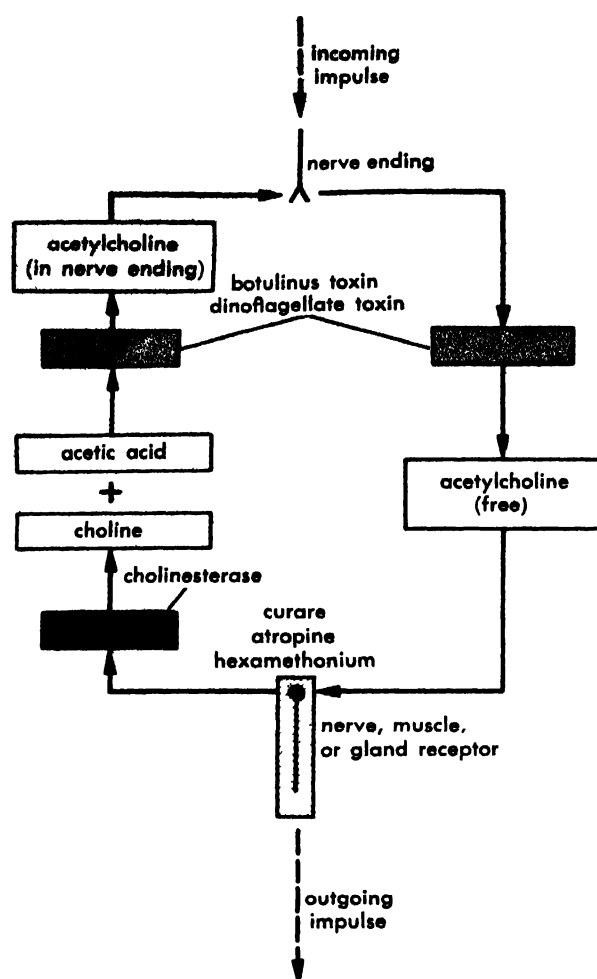 incoming
impulse
nerve ending
acetylcholine
(in nerve ending)
botulinus toxin
dinoflagellate toxin
acetic acid
+
choline
acetylcholine
(free)
cholinesterase
curare
atropine
hexamethonium
nerve, muscle,
or gland receptor
outgoing
impulse